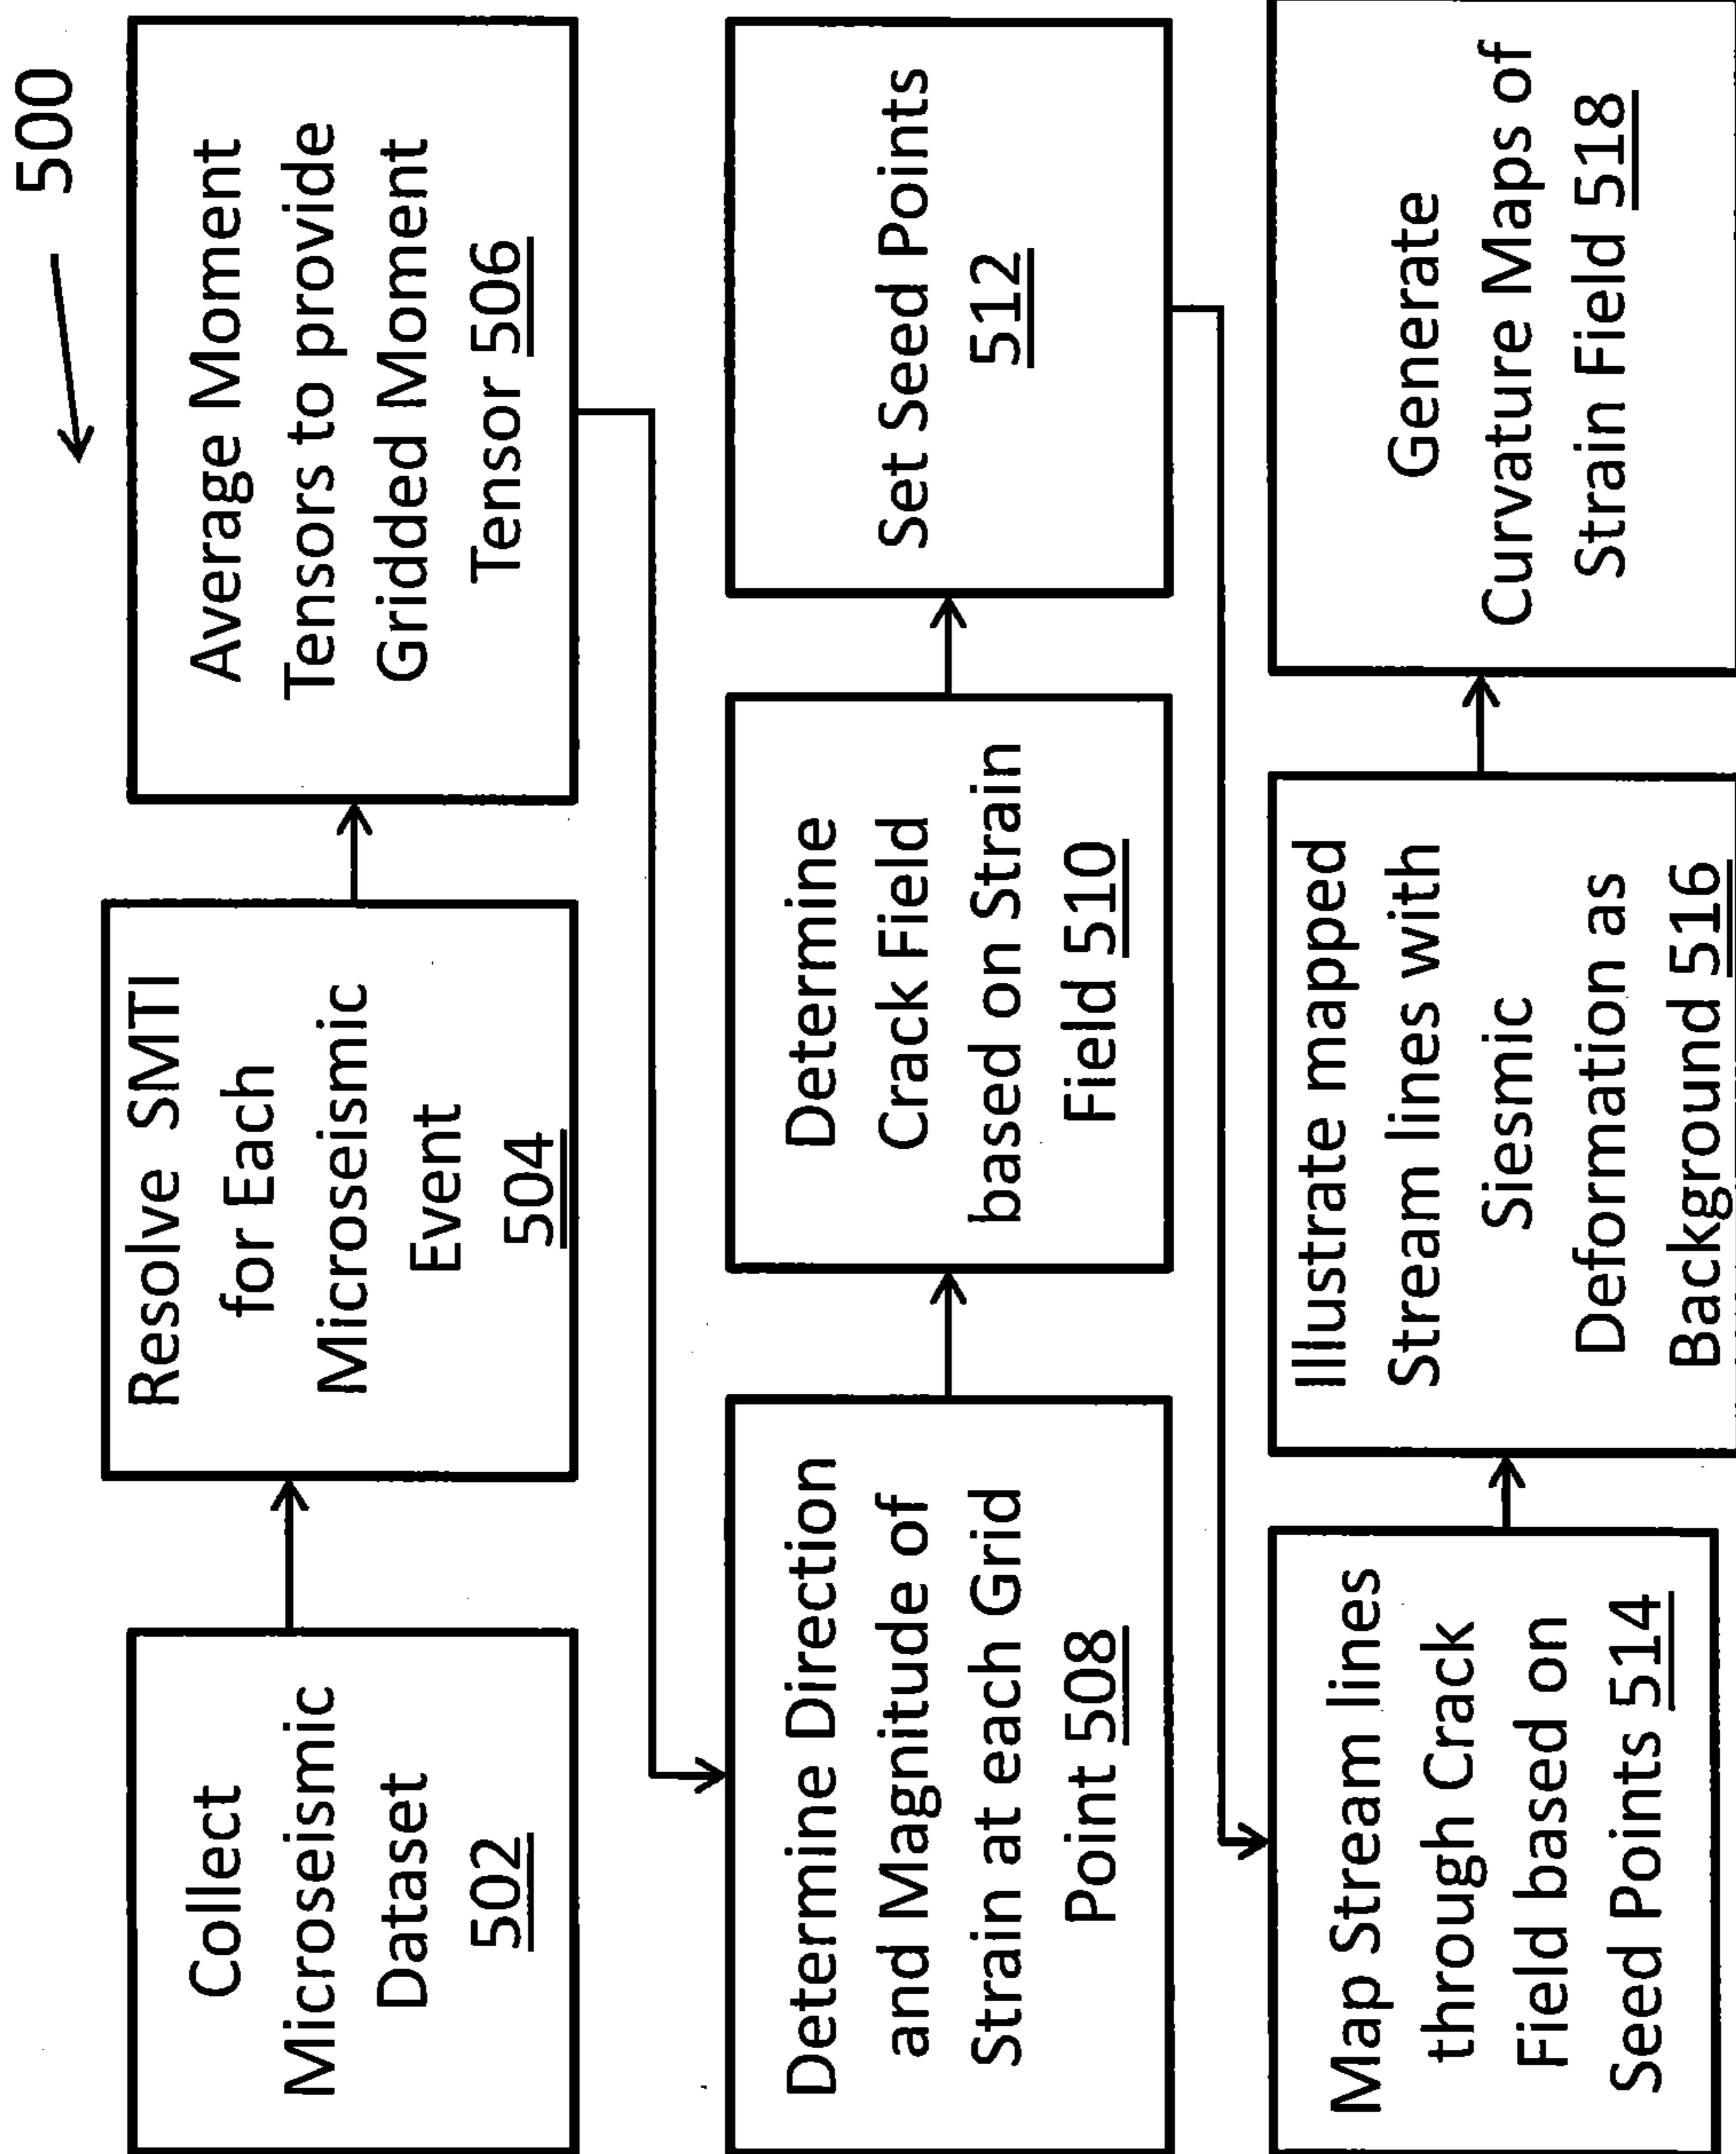 500
Collect
Microseismic
Dataset
502
Resolve SMTI
for Each
Microseismic
Event
504
Average Moment
Tensors to provide
Gridded Moment
Tensor 506
Determine Direction
and Magnitude of
Strain at each Grid
Point 508
Determine
Crack Field
based on Strain
Field 510
Set Seed Points
512
Map Stream lines
through Crack
Field based on
Seed Points 514
Illustrate mapped
Stream lines with
Siesmic
Deformation as
Background 516
Generate
Curvature Maps of
Strain Field 518